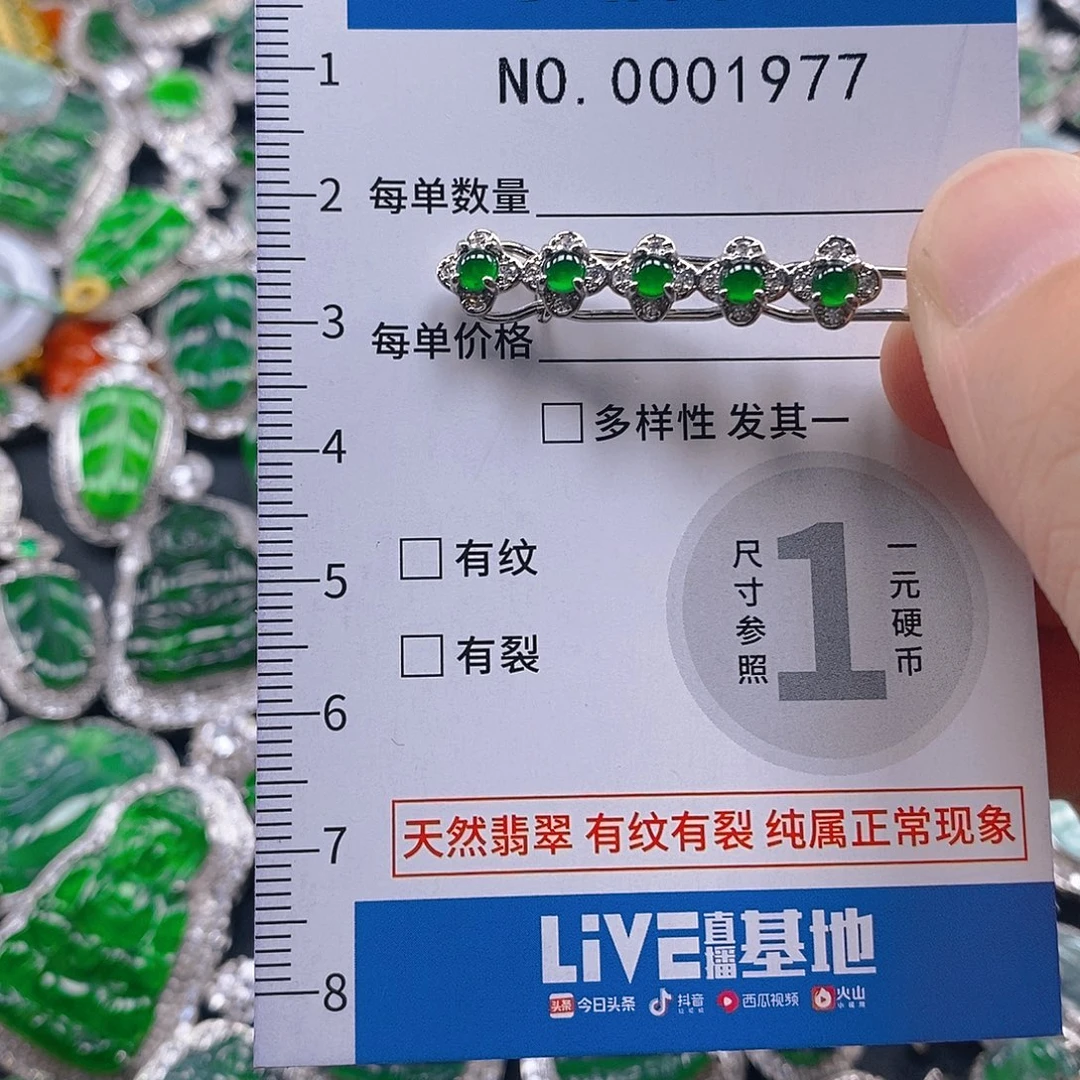 NO. 0001977
1
2
每单数量
3
每单价格
多样性 发其一
4
有纹
5
有裂
尺寸参照
1
一元硬币
6
天然翡翠 有纹有裂 纯属正常现象
7
LiVE直播基地
头条 今日头条 抖音 西瓜视频 火山
8